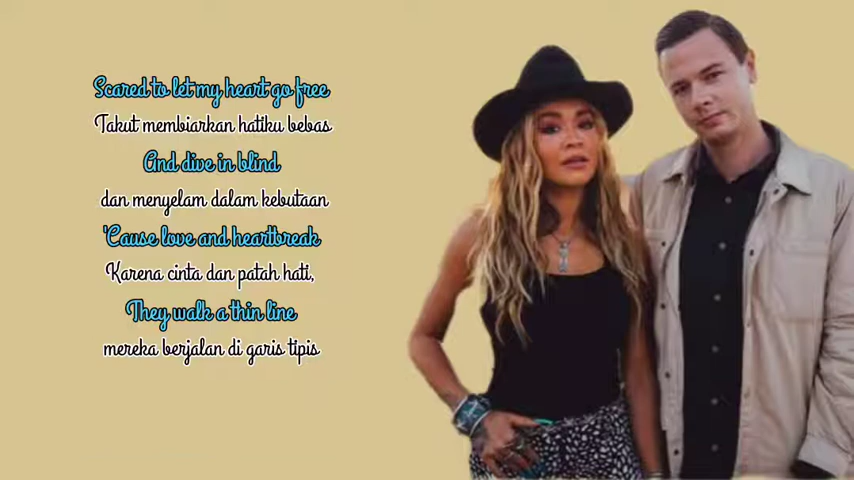 Scared to let my heart go free
Takut membiarkan hatiku bebas
And dive in blind
dan menyelam dalam kebutaan
'Cause love and heartbreak
Karena cinta dan patah hati,
They walk a thin line
mereka berjalan di garis tipis